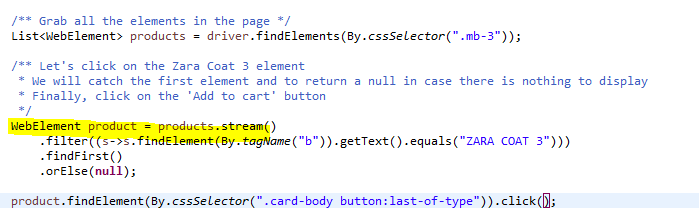 /** Grab all the elements in the page */
List<WebElement> products = driver.findElements(By.cssSelector(".mb-3"));
/** Let's click on the Zara Coat 3 element
* We will catch the first element and to return a null in case there is nothing to display
* Finally, click on the 'Add to cart' button
*/
WebElement product = products.stream()
.filter((s->s.findElement(By.tagName("b")).getText().equals("ZARA COAT 3")))
.findFirst()
.orElse(null);
product.findElement(By.cssSelector(".card-body button:last-of-type")).click();